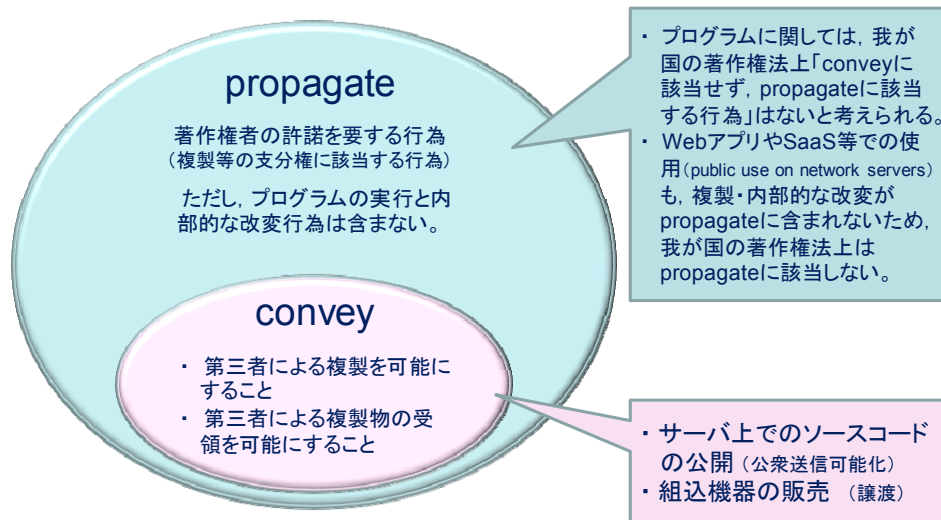 propagate
著作権者の許諾を要する行為
（複製等の支分権に該当する行為）
ただし，プログラムの実行と内
部的な改変行為は含まない。
convey
・ 第三者による複製を可能に
すること
・ 第三者による複製物の受
領を可能にすること
・ プログラムに関しては，我が
国の著作権法上「conveyに
該当せず，propagateに該当
する行為」はないと考えられる。
・ WebアプリやSaaS等での使
用（public use on network servers）
も，複製・内部的な改変が
propagateに含まれないため，
我が国の著作権法上は
propagateに該当しない。
・ サーバ上でのソースコード
の公開（公衆送信可能化）
・ 組込機器の販売 （譲渡）